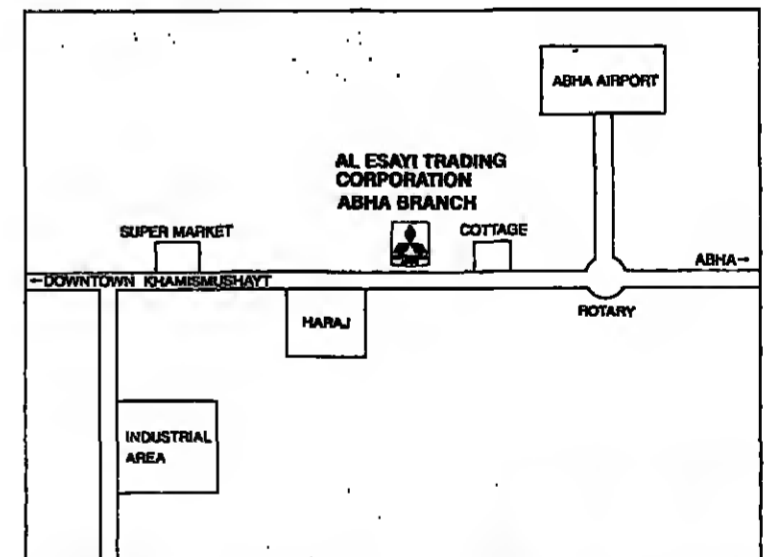 ABHA AIRPORT
AL ESAYI TRADING
CORPORATION
ABHA BRANCH
SUPER MARKET
COTTAGE
ABHA→
←DOWNTOWN KHAMISMUSHAYT
ROTARY
HARAJ
INDUSTRIAL
AREA